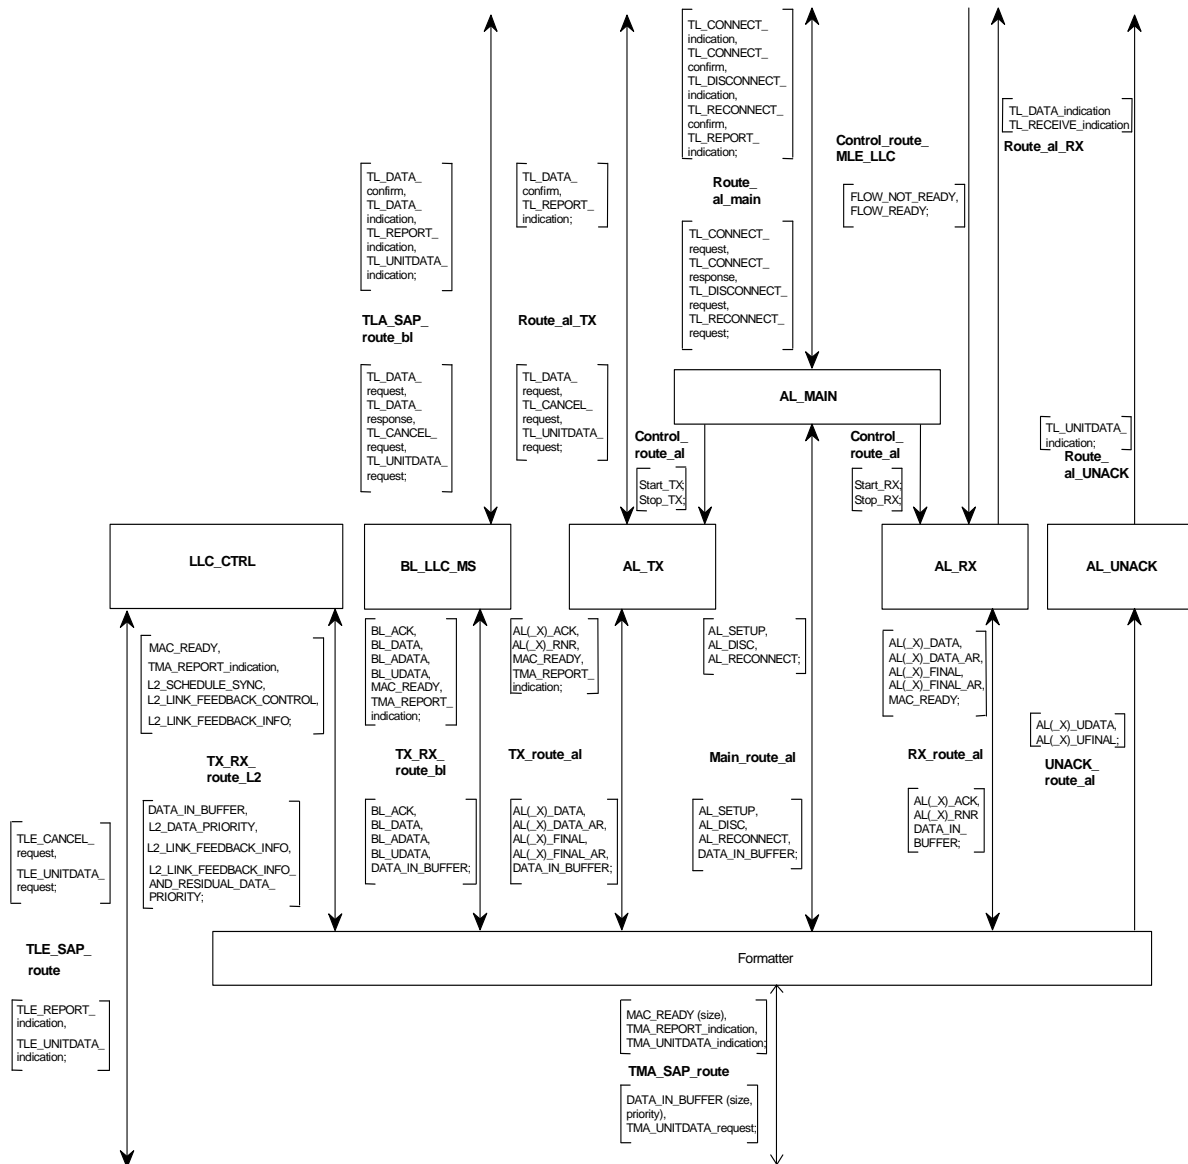 TL_CONNECT_
indication,
TL_CONNECT_
confirm,
TL_DISCONNECT_
indication,
TL_RECONNECT_
confirm,
TL_REPORT_
indication;
Control_route_
MLE_LLC
FLOW_NOT_READY,
FLOW_READY;
TL_DATA_indication
TL_RECEIVE_indication
Route_al_RX
TL_DATA_
confirm,
TL_DATA_
indication,
TL_REPORT_
indication,
TL_UNITDATA_
indication;
TL_DATA_
confirm,
TL_REPORT_
indication;
Route_
al_main
TL_CONNECT_
request,
TL_CONNECT_
response,
TL_DISCONNECT_
request,
TL_RECONNECT_
request;
TLA_SAP_
route_bl
Route_al_TX
TL_DATA_
request,
TL_DATA_
response,
TL_CANCEL_
request,
TL_UNITDATA_
request;
TL_DATA_
request,
TL_CANCEL_
request,
TL_UNITDATA_
request;
AL_MAIN
Control_
route_al
Start_TX;
Stop_TX;
Control_
route_al
Start_RX;
Stop_RX;
TL_UNITDATA_
indication;
Route_
al_UNACK
LLC_CTRL
BL_LLC_MS
AL_TX
AL_RX
AL_UNACK
MAC_READY,
TMA_REPORT_indication,
L2_SCHEDULE_SYNC,
L2_LINK_FEEDBACK_CONTROL,
L2_LINK_FEEDBACK_INFO;
BL_ACK,
BL_DATA,
BL_ADATA,
BL_UDATA,
MAC_READY,
TMA_REPORT_
indication;
AL(_X)_ACK,
AL(_X)_RNR,
MAC_READY,
TMA_REPORT_
indication;
AL_SETUP,
AL_DISC,
AL_RECONNECT;
AL(_X)_DATA,
AL(_X)_DATA_AR,
AL(_X)_FINAL,
AL(_X)_FINAL_AR,
MAC_READY;
AL(_X)_UDATA,
AL(_X)_UFINAL;
TX_RX_
route_L2
TX_RX_
route_bl
TX_route_al
Main_route_al
RX_route_al
UNACK_
route_al
TLE_CANCEL_
request,
TLE_UNITDATA_
request;
DATA_IN_BUFFER,
L2_DATA_PRIORITY,
L2_LINK_FEEDBACK_INFO,
L2_LINK_FEEDBACK_INFO_
AND_RESIDUAL_DATA_
PRIORITY;
BL_ACK,
BL_DATA,
BL_ADATA,
BL_UDATA,
DATA_IN_BUFFER;
AL(_X)_DATA,
AL(_X)_DATA_AR,
AL(_X)_FINAL,
AL(_X)_FINAL_AR,
DATA_IN_BUFFER;
AL_SETUP,
AL_DISC,
AL_RECONNECT,
DATA_IN_BUFFER;
AL(_X)_ACK,
AL(_X)_RNR
DATA_IN_
BUFFER;
TLE_SAP_
route
Formatter
TLE_REPORT_
indication,
TLE_UNITDATA_
indication;
MAC_READY (size),
TMA_REPORT_indication,
TMA_UNITDATA_indication;
TMA_SAP_route
DATA_IN_BUFFER (size,
priority),
TMA_UNITDATA_request;